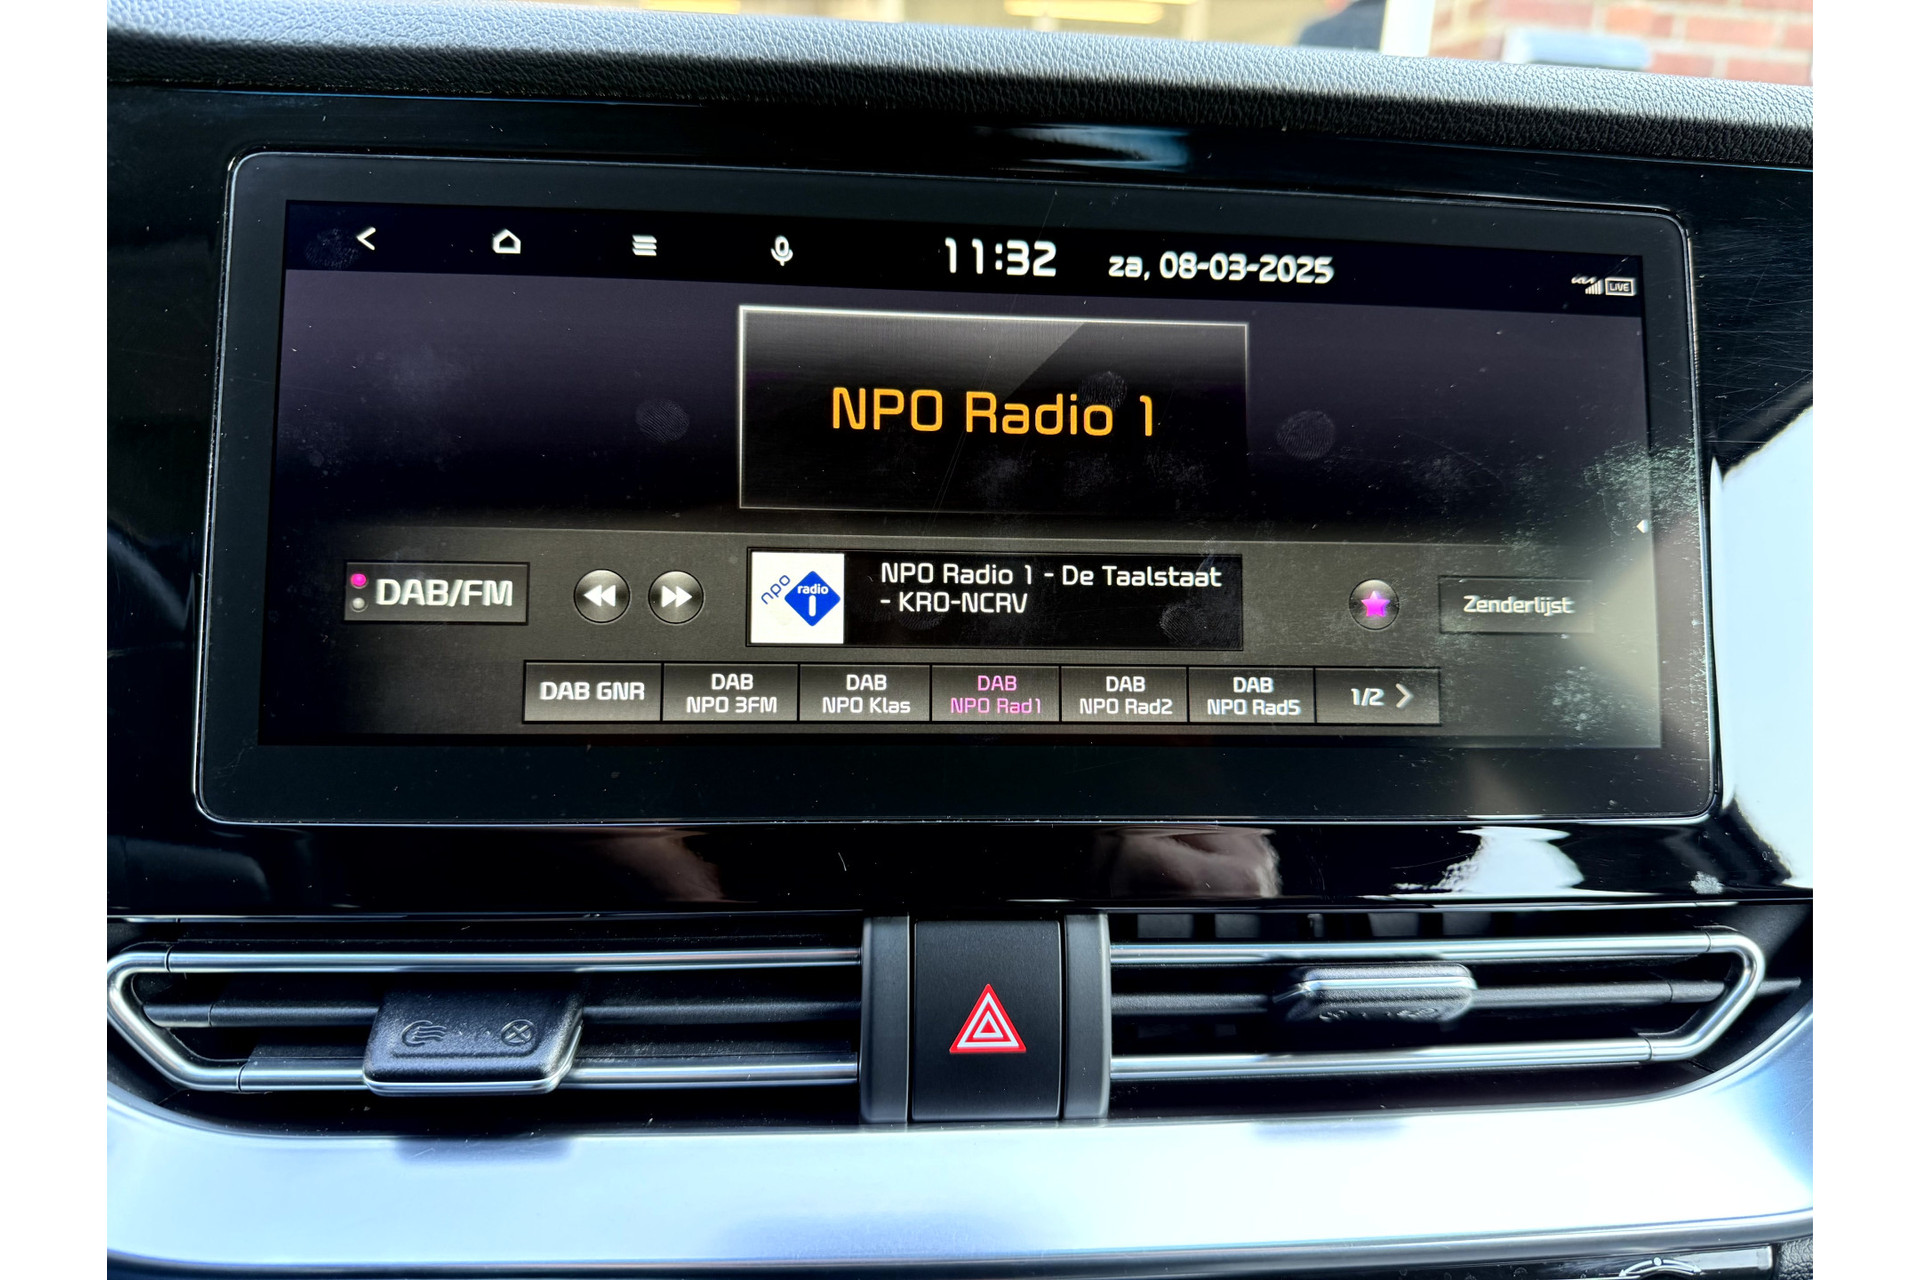 11:32 za, 08-03-2025
LIVE
NPO Radio 1
DAB/FM
npo radio 1
NPO Radio 1 - De Taalstaat
- KRO-NCRV
Zenderlijst
DAB GNR
DAB
NPO 3FM
DAB
NPO Klas
DAB
NPO Rad1
DAB
NPO Rad2
DAB
NPO Rad5
1/2